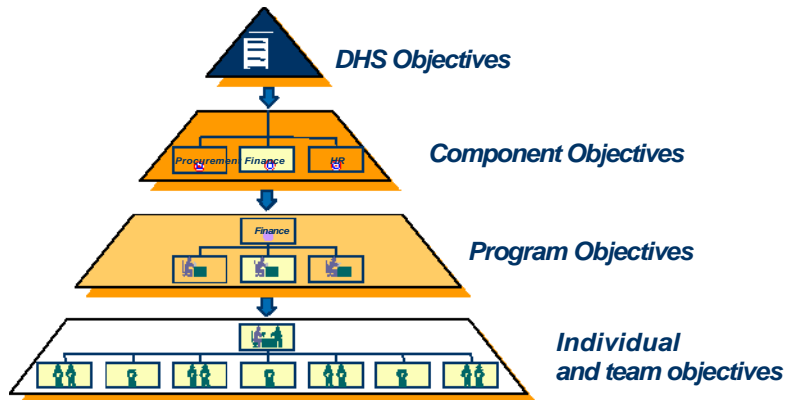 DHS Objectives
Procurement Finance HR
Component Objectives
Finance
Program Objectives
Individual
and team objectives